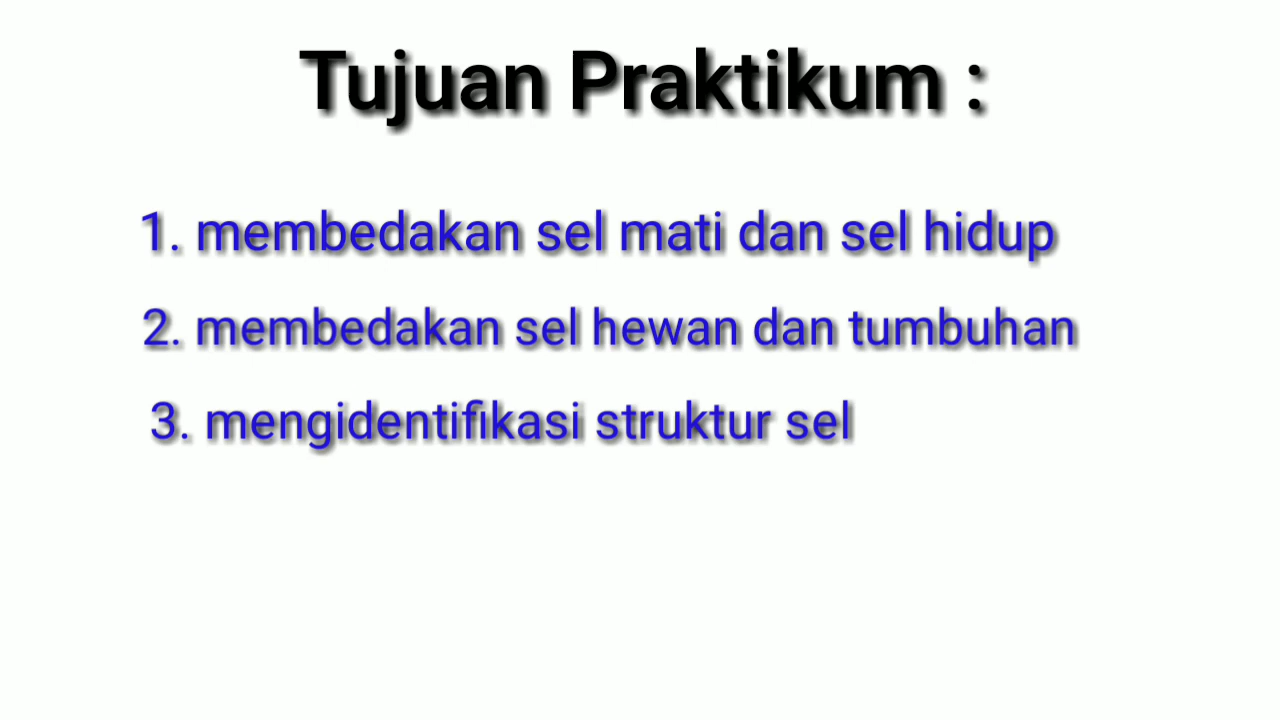 Tujuan Praktikum :
1. membedakan sel mati dan sel hidup
2. membedakan sel hewan dan tumbuhan
3. mengidentifikasi struktur sel